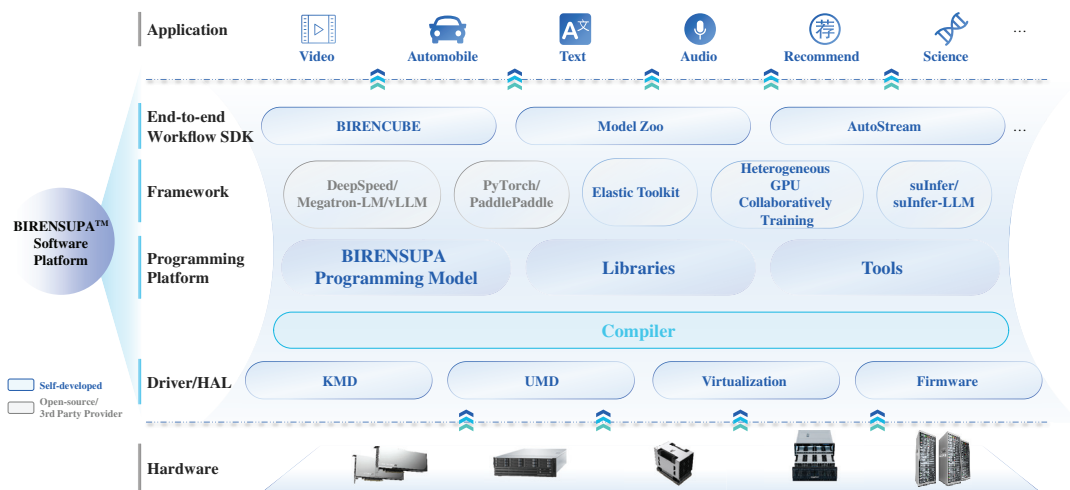 Application
Video
Automobile
A文
Text
Audio
荐
Recommend
Science
...
End-to-end
Workflow SDK
BIRENCUBE
Model Zoo
AutoStream
...
Framework
DeepSpeed/
Megatron-LM/vLLM
PyTorch/
PaddlePaddle
Elastic Toolkit
Heterogeneous
GPU
Collaboratively
Training
suInfer/
suInfer-LLM
BIRENSUPA™
Software
Platform
Programming
Platform
BIRENSUPA
Programming Model
Libraries
Tools
Compiler
Driver/HAL
KMD
UMD
Virtualization
Firmware
Self-developed
Open-source/
3rd Party Provider
Hardware